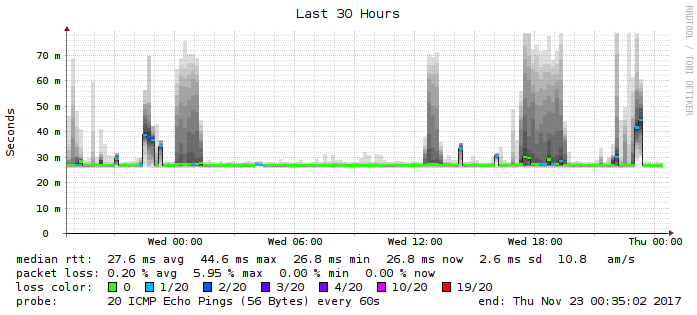 Last 30 Hours
RRDTOOL / TOBI OETIKER
Seconds
70 m
60 m
50 m
40 m
30 m
20 m
10 m
0
Wed 00:00 Wed 06:00 Wed 12:00 Wed 18:00 Thu 00:00
median rtt: 27.6 ms avg 44.6 ms max 26.8 ms min 26.8 ms now 2.6 ms sd 10.8 am/s
packet loss: 0.20 % avg 5.95 % max 0.00 % min 0.00 % now
loss color: 0 1/20 2/20 3/20 4/20 10/20 19/20
probe: 20 ICMP Echo Pings (56 Bytes) every 60s end: Thu Nov 23 00:35:02 2017